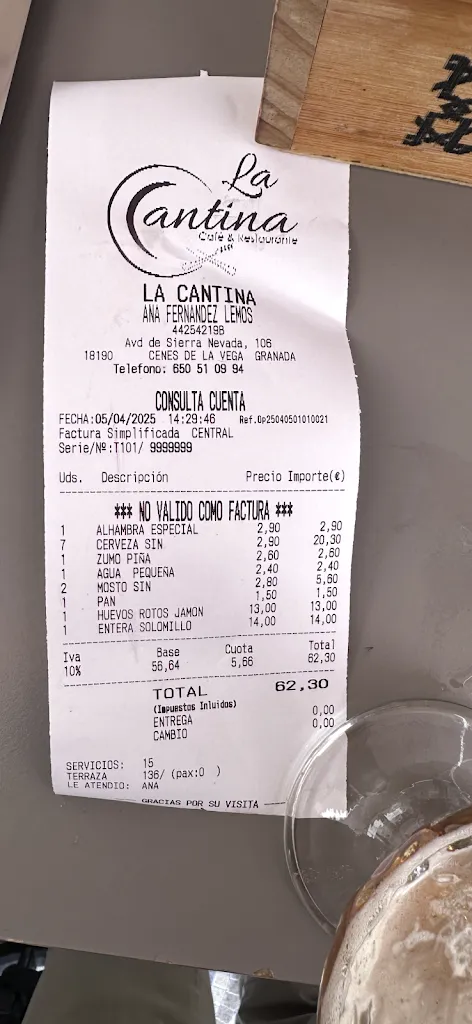 La
Cantina
Café & Restaurante
LA CANTINA
ANA FERNANDEZ LEMOS
44254219B
Avd de Sierra Nevada, 106
18190 CENES DE LA VEGA GRANADA
Telefono: 650 51 09 94
CONSULTA CUENTA
FECHA:05/04/2025 14:29:46 Ref.Op25040501010021
Factura Simplificada CENTRAL
Serie/Nº:T101/ 9999999
Uds. Descripción Precio Importe(€)
*** NO VALIDO COMO FACTURA ***
1 ALHAMBRA ESPECIAL 2,90 2,90
7 CERVEZA SIN 2,90 20,30
1 ZUMO PIÑA 2,60 2,60
1 AGUA PEQUEÑA 2,40 2,40
2 MOSTO SIN 2,80 5,60
1 PAN 1,50 1,50
1 HUEVOS ROTOS JAMON 13,00 13,00
1 ENTERA SOLOMILLO 14,00 14,00
Iva Base Cuota Total
10% 56,64 5,66 62,30
TOTAL 62,30
(Impuestos Inluidos)
ENTREGA 0,00
CAMBIO 0,00
SERVICIOS: 15
TERRAZA 136/ (pax:0 )
LE ATENDIO: ANA
GRACIAS POR SU VISITA